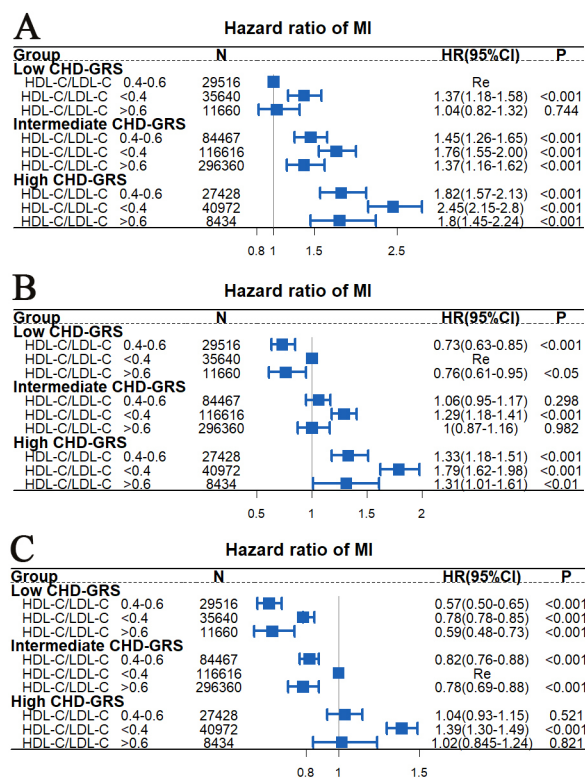 A
Hazard ratio of MI
Group N HR(95%CI) P
Low CHD-GRS
HDL-C/LDL-C 0.4-0.6 29516 Re
HDL-C/LDL-C <0.4 35640 1.37(1.18-1.58) <0.001
HDL-C/LDL-C >0.6 11660 1.04(0.82-1.32) 0.744
Intermediate CHD-GRS
HDL-C/LDL-C 0.4-0.6 84467 1.45(1.26-1.65) <0.001
HDL-C/LDL-C <0.4 116616 1.76(1.55-2.00) <0.001
HDL-C/LDL-C >0.6 296360 1.37(1.16-1.62) <0.001
High CHD-GRS
HDL-C/LDL-C 0.4-0.6 27428 1.82(1.57-2.13) <0.001
HDL-C/LDL-C <0.4 40972 2.45(2.15-2.8) <0.001
HDL-C/LDL-C >0.6 8434 1.8(1.45-2.24) <0.001
0.8 1 1.5 2.5
B
Hazard ratio of MI
Group N HR(95%CI) P
Low CHD-GRS
HDL-C/LDL-C 0.4-0.6 29516 0.73(0.63-0.85) <0.001
HDL-C/LDL-C <0.4 35640 Re
HDL-C/LDL-C >0.6 11660 0.76(0.61-0.95) <0.05
Intermediate CHD-GRS
HDL-C/LDL-C 0.4-0.6 84467 1.06(0.95-1.17) 0.298
HDL-C/LDL-C <0.4 116616 1.29(1.18-1.41) <0.001
HDL-C/LDL-C >0.6 296360 1(0.87-1.16) 0.982
High CHD-GRS
HDL-C/LDL-C 0.4-0.6 27428 1.33(1.18-1.51) <0.001
HDL-C/LDL-C <0.4 40972 1.79(1.62-1.98) <0.001
HDL-C/LDL-C >0.6 8434 1.31(1.01-1.61) <0.01
0.5 1 1.5 2
C
Hazard ratio of MI
Group N HR(95%CI) P
Low CHD-GRS
HDL-C/LDL-C 0.4-0.6 29516 0.57(0.50-0.65) <0.001
HDL-C/LDL-C <0.4 35640 0.78(0.78-0.85) <0.001
HDL-C/LDL-C >0.6 11660 0.59(0.48-0.73) <0.001
Intermediate CHD-GRS
HDL-C/LDL-C 0.4-0.6 84467 0.82(0.76-0.88) <0.001
HDL-C/LDL-C <0.4 116616 Re
HDL-C/LDL-C >0.6 296360 0.78(0.69-0.88) <0.001
High CHD-GRS
HDL-C/LDL-C 0.4-0.6 27428 1.04(0.93-1.15) 0.521
HDL-C/LDL-C <0.4 40972 1.39(1.30-1.49) <0.001
HDL-C/LDL-C >0.6 8434 1.02(0.845-1.24) 0.821
0.8 1 1.5